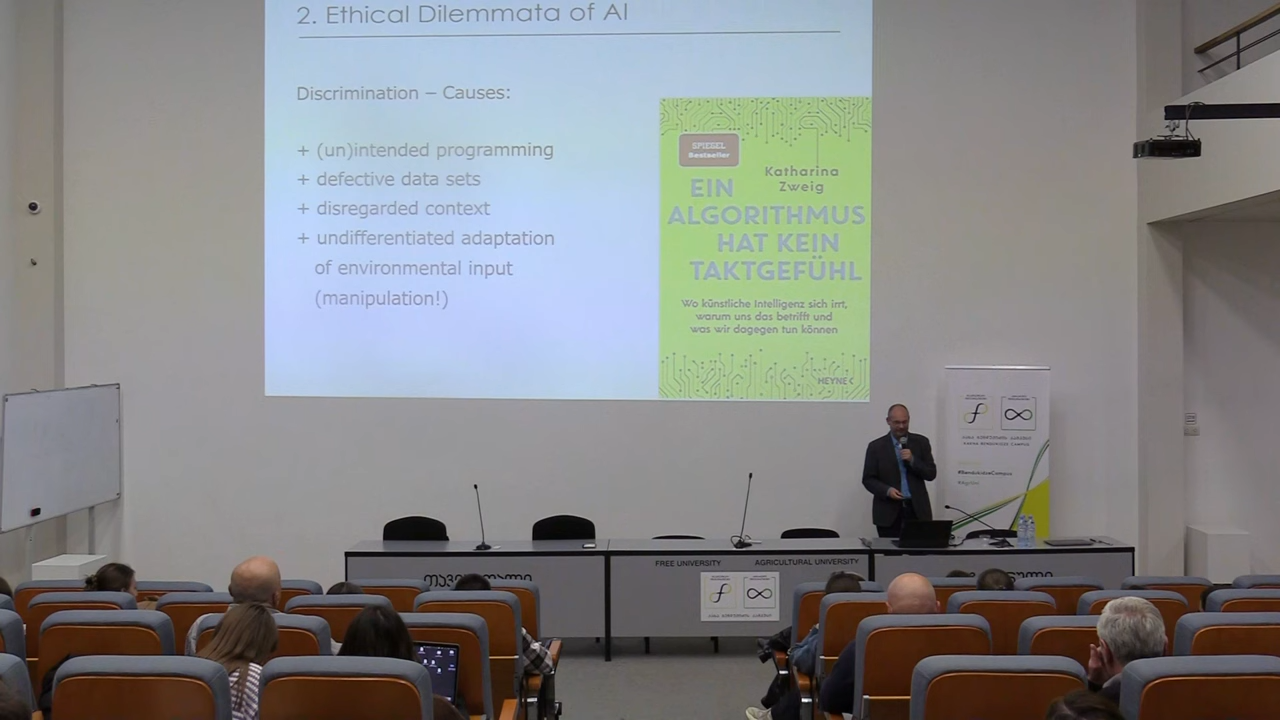 2. Ethical Dilemmata of AI
Discrimination – Causes:
+ (un)intended programming
+ defective data sets
+ disregarded context
+ undifferentiated adaptation
of environmental input
(manipulation!)
SPIEGEL
Bestseller
Katharina
Zweig
EIN
ALGORITHMUS
HAT KEIN
TAKTGEFÜHL
Wo künstliche Intelligenz sich irrt,
warum uns das betrifft und
was wir dagegen tun können
HEYNE
FREE UNIVERSITY
AGRICULTURAL UNIVERSITY